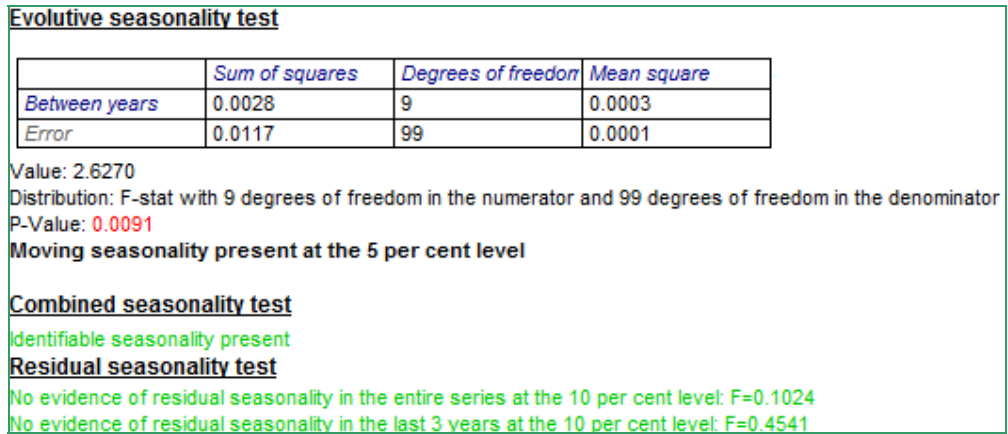 Evolutive seasonality test
Sum of squares Degrees of freedom Mean square
Between years 0.0028 9 0.0003
Error 0.0117 99 0.0001
Value: 2.6270
Distribution: F-stat with 9 degrees of freedom in the numerator and 99 degrees of freedom in the denominator
P-Value: 0.0091
Moving seasonality present at the 5 per cent level
Combined seasonality test
Identifiable seasonality present
Residual seasonality test
No evidence of residual seasonality in the entire series at the 10 per cent level: F=0.1024
No evidence of residual seasonality in the last 3 years at the 10 per cent level: F=0.4541